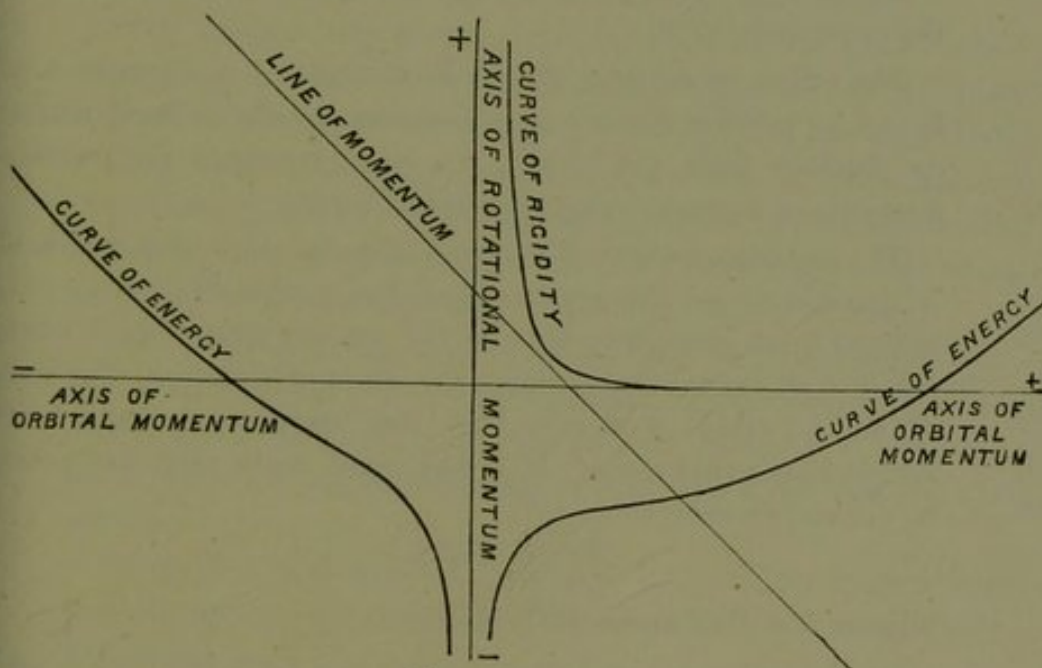 +
AXIS OF ROTATIONAL MOMENTUM
LINE OF MOMENTUM
CURVE OF RIGIDITY
CURVE OF ENERGY
CURVE OF ENERGY
–
+
AXIS OF
ORBITAL MOMENTUM
AXIS OF
ORBITAL
MOMENTUM
–